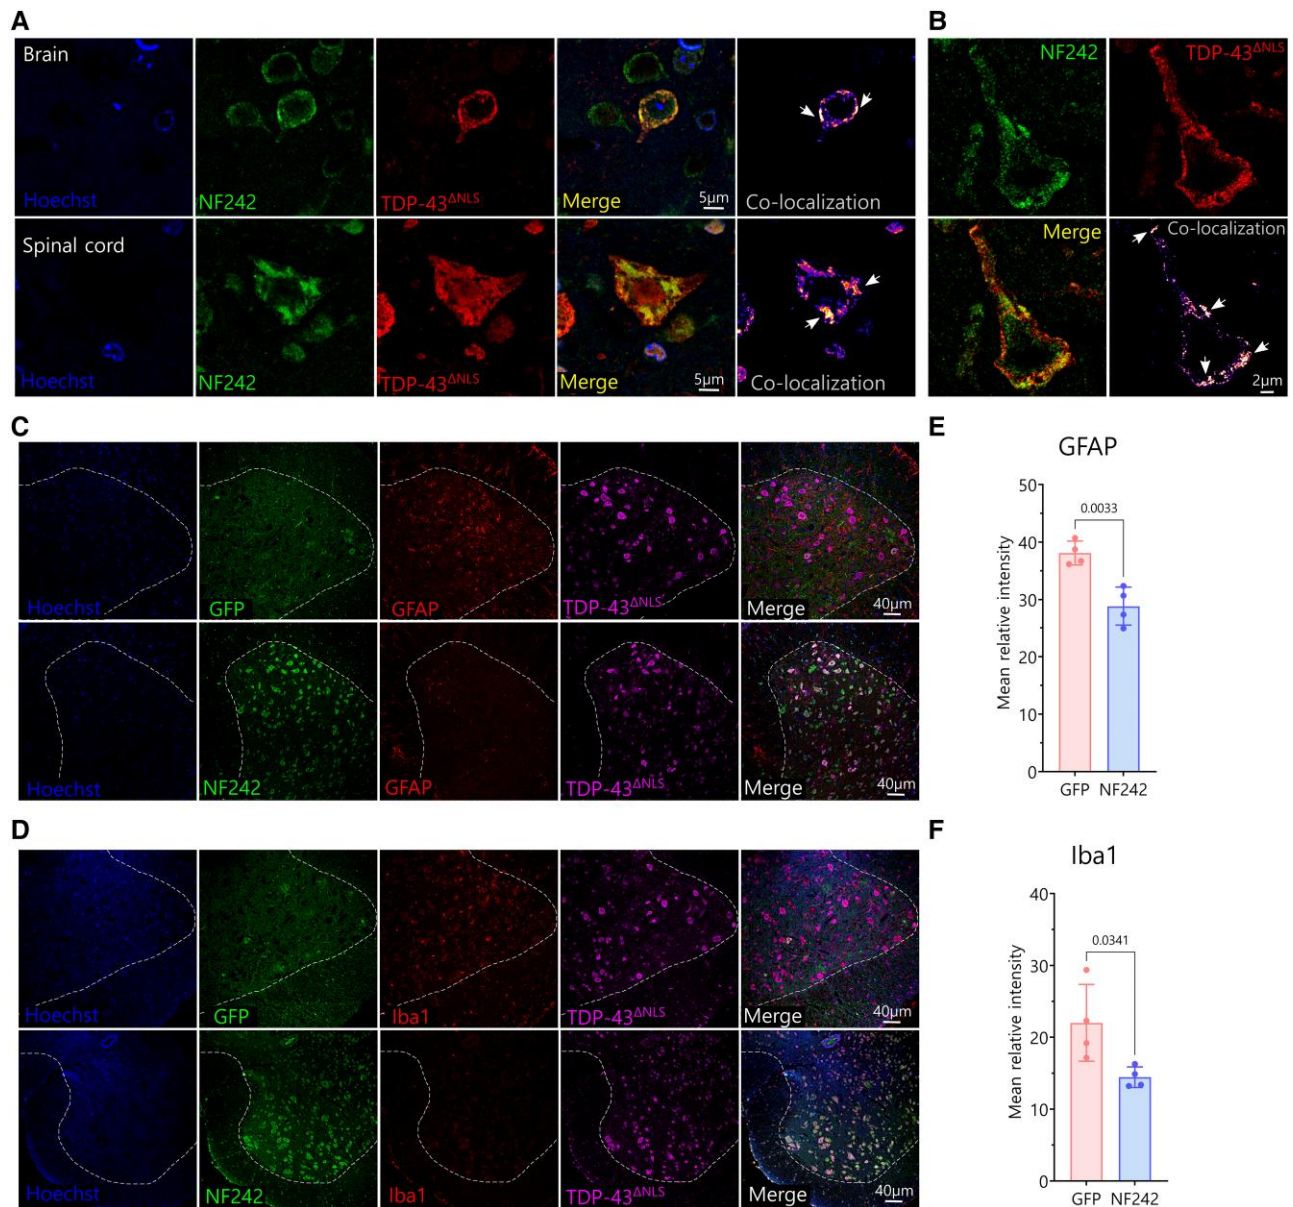 A
Brain
Hoechst
NF242
TDP-43ΔNLS
Merge
5µm
Co-localization
Spinal cord
Hoechst
NF242
TDP-43ΔNLS
Merge
5µm
Co-localization
B
NF242
TDP-43ΔNLS
Merge
Co-localization
2µm
C
Hoechst
GFP
GFAP
TDP-43ΔNLS
Merge
40µm
Hoechst
NF242
GFAP
TDP-43ΔNLS
Merge
40µm
E
GFAP
Mean relative intensity
50
40
30
20
10
0
0.0033
GFP NF242
D
Hoechst
GFP
Iba1
TDP-43ΔNLS
Merge
40µm
Hoechst
NF242
Iba1
TDP-43ΔNLS
Merge
40µm
F
Iba1
Mean relative intensity
40
30
20
10
0
0.0341
GFP NF242